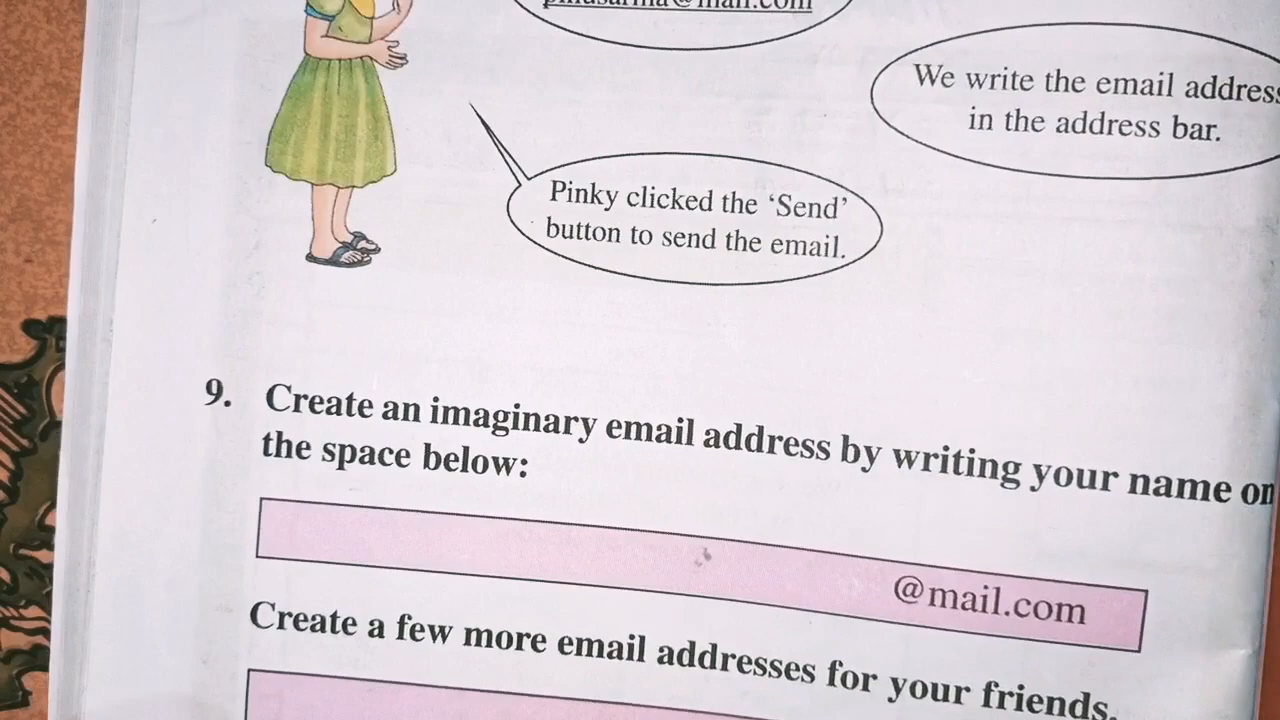 We write the email address
in the address bar.
Pinky clicked the ‘Send’
button to send the email.
9. Create an imaginary email address by writing your name on
the space below:
@mail.com
Create a few more email addresses for your friends.